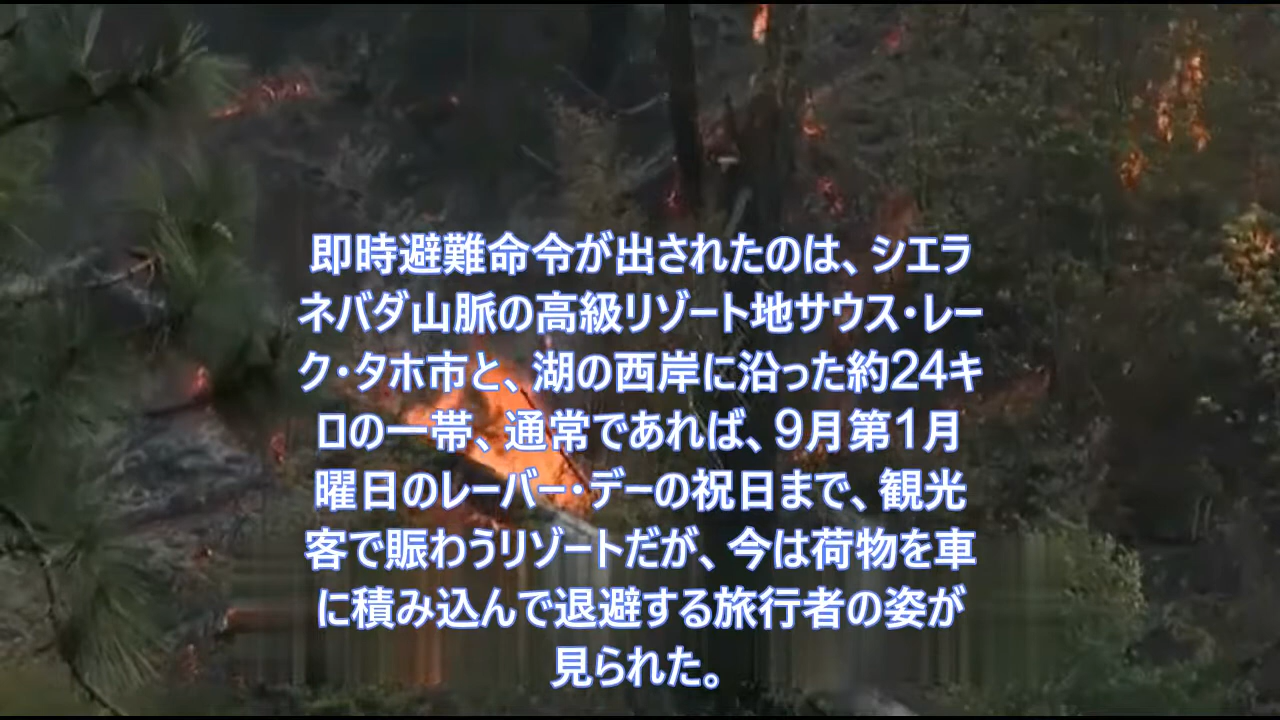 即時避難命令が出されたのは、シエラ
ネバダ山脈の高級リゾート地サウス・レー
ク・タホ市と、湖の西岸に沿った約24キ
ロの一帯、通常であれば、9月第1月
曜日のレーバー・デーの祝日まで、観光
客で賑わうリゾートだが、今は荷物を車
に積み込んで退避する旅行者の姿が
見られた。